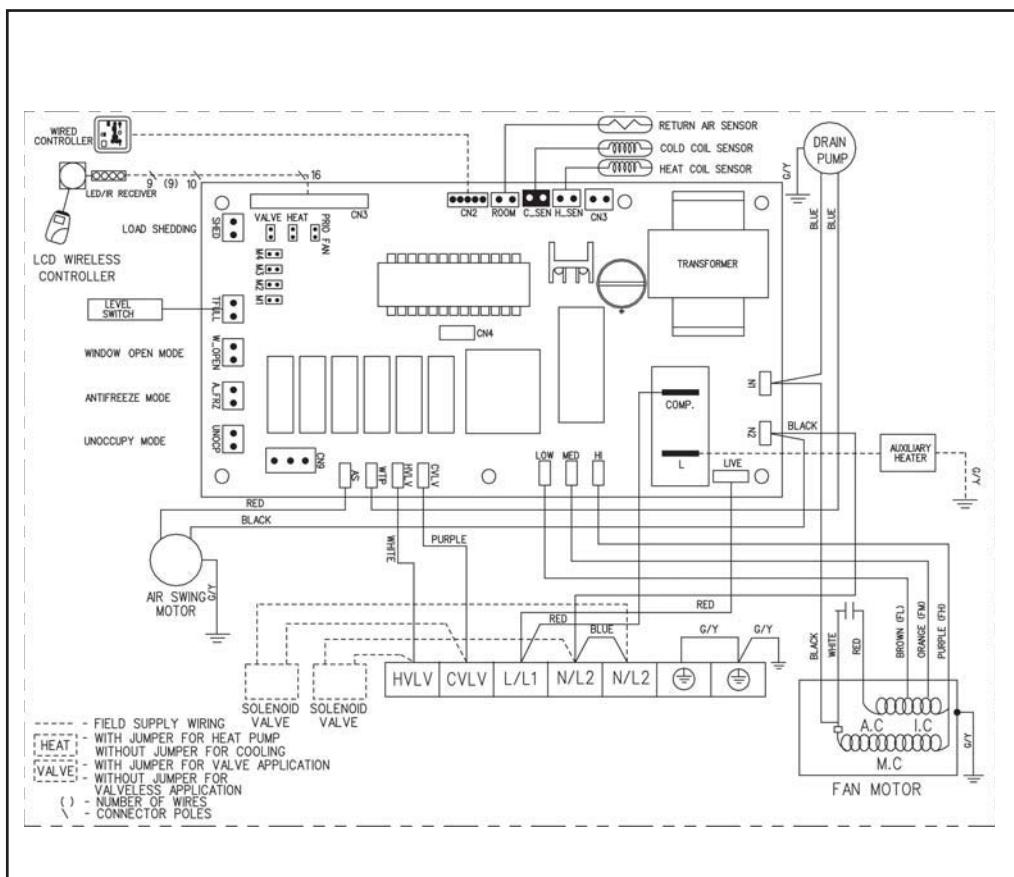 WIRED
CONTROLLER
LED/IR RECEIVER
9 (9) 10
16
LCD WIRELESS
CONTROLLER
RETURN AIR SENSOR
COLD COIL SENSOR
HEAT COIL SENSOR
DRAIN
PUMP
G/Y
BLUE
BLUE
CN3
CN2
ROOM
C_SEN
H_SEN
CN3
LOAD SHEDDING
SHED
VALVE HEAT
PRIO FAN
M4
M3
M2
M1
TRANSFORMER
LEVEL
SWITCH
TFULL
CN4
WINDOW OPEN MODE
W_OPEN
ANTIFREEZE MODE
A_FRZ
UNOCCUPY MODE
UNOCP
CN9
COMP.
L
N1
N2
BLACK
AUXILIARY
HEATER
G/Y
AS
WTP
HVLV
CVLV
LOW
MED
HI
LIVE
RED
BLACK
WHITE
PURPLE
AIR SWING
MOTOR
G/Y
RED
RED
BLUE
G/Y
G/Y
HVLV
CVLV
L/L1
N/L2
N/L2
SOLENOID
VALVE
SOLENOID
VALVE
BLACK
WHITE
RED
BROWN (FL)
ORANGE (FM)
PURPLE (FH)
A.C
I.C
M.C
G/Y
FAN MOTOR
- FIELD SUPPLY WIRING
HEAT - WITH JUMPER FOR HEAT PUMP
WITHOUT JUMPER FOR COOLING
VALVE - WITH JUMPER FOR VALVE APPLICATION
- WITHOUT JUMPER FOR
VALVELESS APPLICATION
( ) - NUMBER OF WIRES
\ - CONNECTOR POLES